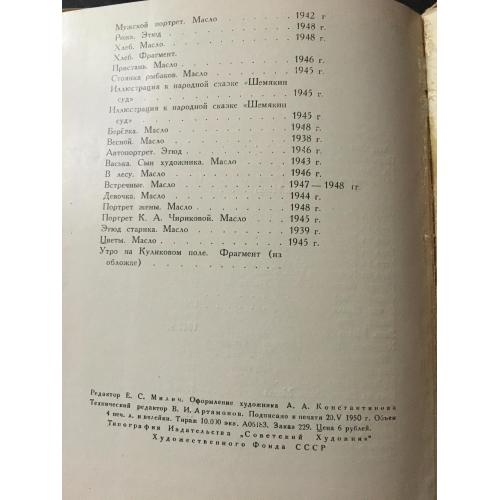 Мужской портрет. Масло . . . . . 1942 г
Рожь. Этюд . . . . . 1948 г.
Хлеб. Масло. . . . . . 1948 г.
Хлеб. Фрагмент.
Пристань. Масло . . . . . 1946 г.
Стоянка рыбаков. Масло . . . . . 1945 г.
Иллюстрация к народной сказке «Шемякин
суд» . . . . . 1945 г.
Иллюстрация к народной сказке «Шемякин
суд» . . . . . 1945 г
Берёзка. Масло . . . . . 1948 г.
Весной. Масло . . . . . 1938 г.
Автопортрет. Этюд . . . . . 1946 г.
Васька. Сын художника. Масло . . . . . 1943 г.
В лесу. Масло . . . . . 1946 г.
Встречные. Масло . . . . . 1947 — 1948 гг.
Девочка. Масло . . . . . 1944 г.
Портрет жены. Масло . . . . . 1948 г.
Портрет К. А. Чириковой. Масло . . . . . 1945 г.
Этюд старика. Масло . . . . . 1939 г.
Цветы. Масло . . . . . 1945 г.
Утро на Куликовом поле. Фрагмент (из
обложке) . . . . .
Редактор Е. С. Милич. Оформление художника А. А. Константинова
Технический редактор В. И. Артамонов. Подписано к печати 20.V 1950 г. Объем
4 печ. л. и вклейки. Тираж 10.000 экз. А05183. Заказ 229. Цена 6 рублей.
Типография Издательства „Советский Художник"
Художественного Фонда СССР